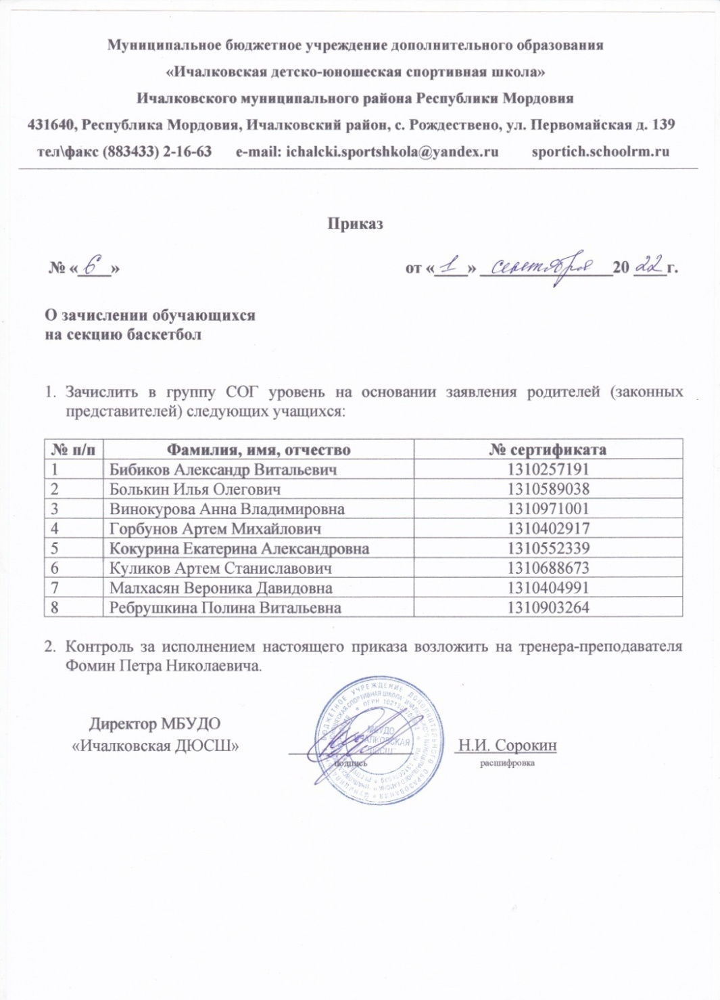 Муниципальное бюджетное учреждение дополнительного образования
«Ичалковская детско-юношеская спортивная школа»
Ичалковского муниципального района Республики Мордовия
431640, Республика Мордовия, Ичалковский район, с. Рождествено, ул. Первомайская д. 139
тел\факс (883433) 2-16-63 e-mail: ichalcki.sportshkola@yandex.ru sportich.schoolrm.ru
Приказ
№ «6» от «1» сентября 20 22 г.
О зачислении обучающихся
на секцию баскетбол
1. Зачислить в группу СОГ уровень на основании заявления родителей (законных
представителей) следующих учащихся:
№ п/п Фамилия, имя, отчество № сертификата
1 Бибиков Александр Витальевич 1310257191
2 Болькин Илья Олегович 1310589038
3 Винокурова Анна Владимировна 1310971001
4 Горбунов Артем Михайлович 1310402917
5 Кокурина Екатерина Александровна 1310552339
6 Куликов Артем Станиславович 1310688673
7 Малхасян Вероника Давидовна 1310404991
8 Ребрушкина Полина Витальевна 1310903264
2. Контроль за исполнением настоящего приказа возложить на тренера-преподавателя
Фомин Петра Николаевича.
Директор МБУДО
«Ичалковская ДЮСШ» Н.И. Сорокин
подпись расшифровка
МБУДО
ИЧАЛКОВСКАЯ
ДЮСШ